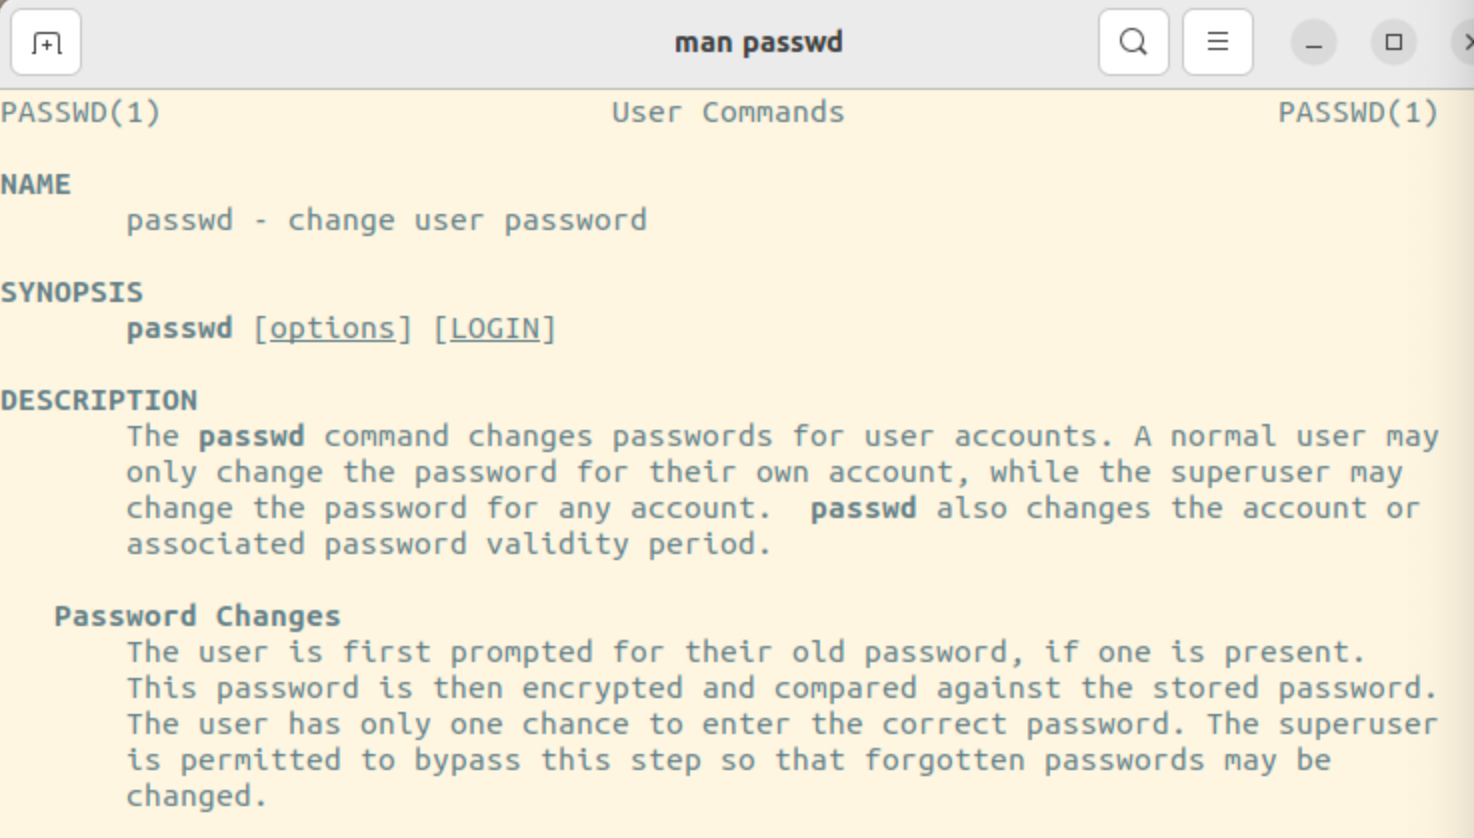 man passwd
PASSWD(1) User Commands PASSWD(1)
NAME
passwd - change user password
SYNOPSIS
passwd [options] [LOGIN]
DESCRIPTION
The passwd command changes passwords for user accounts. A normal user may
only change the password for their own account, while the superuser may
change the password for any account.  passwd also changes the account or
associated password validity period.
Password Changes
The user is first prompted for their old password, if one is present.
This password is then encrypted and compared against the stored password.
The user has only one chance to enter the correct password. The superuser
is permitted to bypass this step so that forgotten passwords may be
changed.